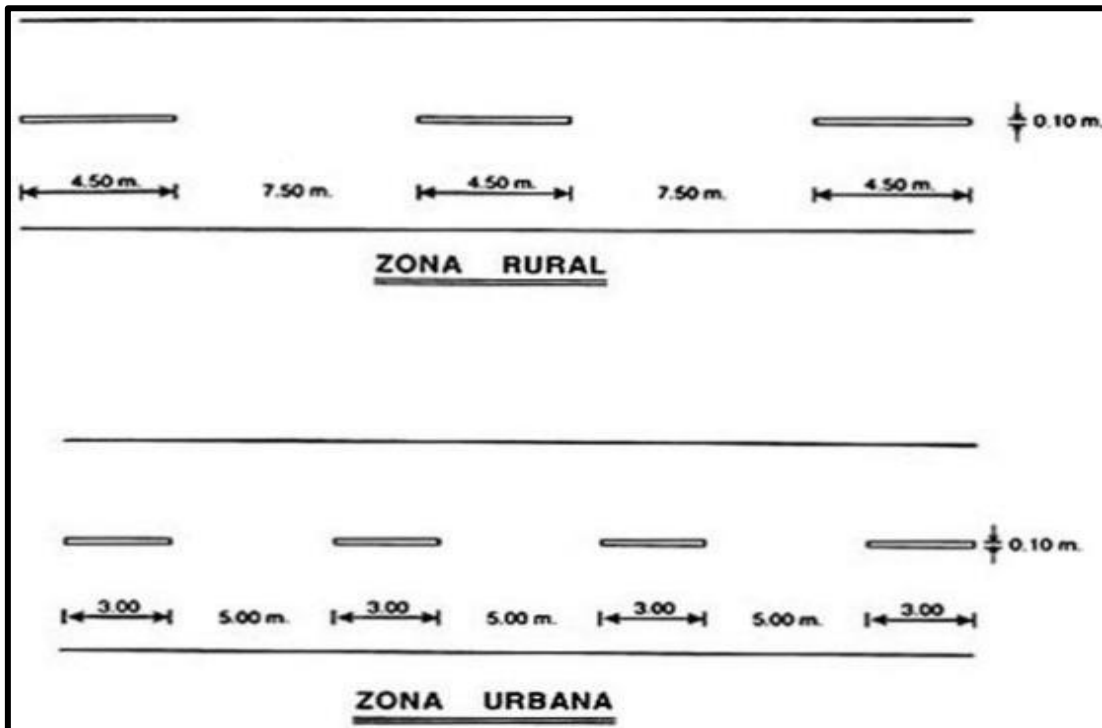 0.10 m.
4.50 m. 7.50 m. 4.50 m. 7.50 m. 4.50 m.
ZONA RURAL
0.10 m.
3.00 5.00 m. 3.00 5.00 m. 3.00 5.00 m. 3.00
ZONA URBANA